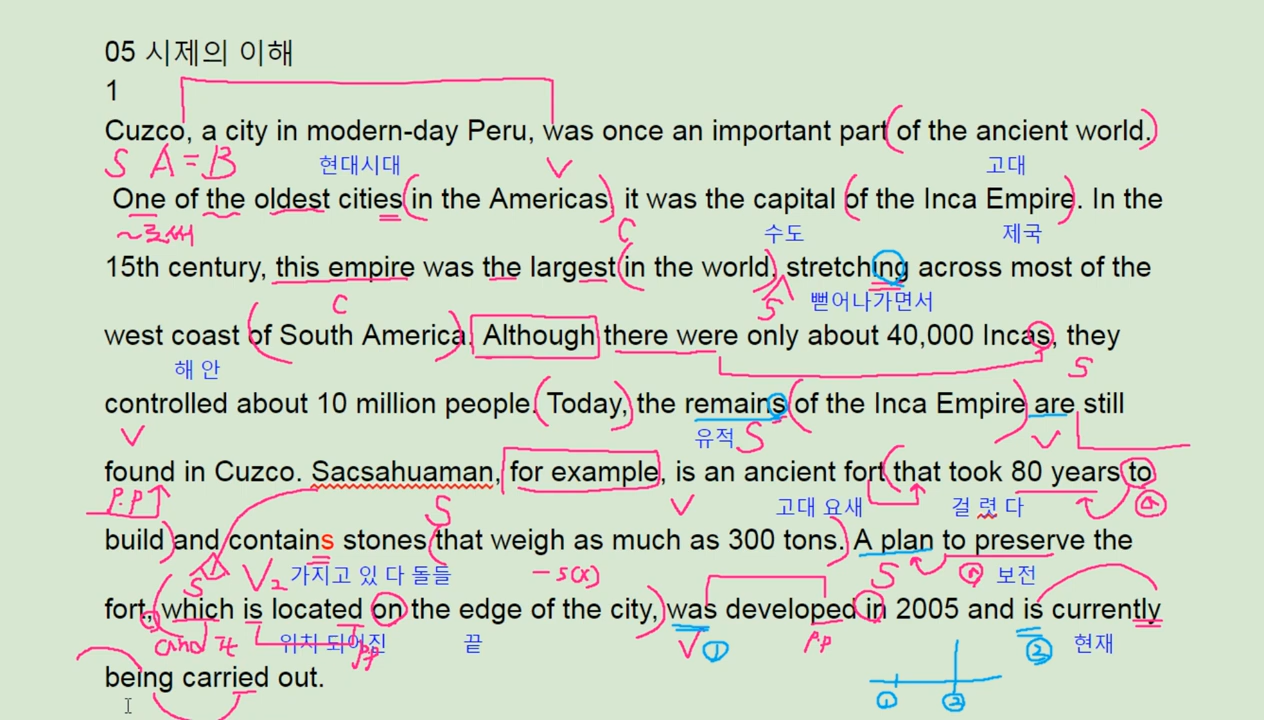 05 시제의 이해
1
Cuzco, a city in modern-day Peru, was once an important part of the ancient world.
S A=B 현대시대 V 고대
One of the oldest cities in the Americas, it was the capital of the Inca Empire. In the
~로써 C 수도 제국
15th century, this empire was the largest in the world, stretching across most of the
C S 뻗어나가면서
west coast of South America. Although there were only about 40,000 Incas, they
해 안 S
controlled about 10 million people. Today, the remains of the Inca Empire are still
V 유적 S V
found in Cuzco. Sacsahuaman, for example, is an ancient fort that took 80 years to
P.P S V 고대 요새 걸 렷 다
build and contains stones that weigh as much as 300 tons. A plan to preserve the
S V2 가지고 있 다 돌들 -s(x) S 보전
fort, which is located on the edge of the city, was developed in 2005 and is currently
and it 위치 되어진 PP 끝 V ① P.P ② 현재
being carried out.
① ②